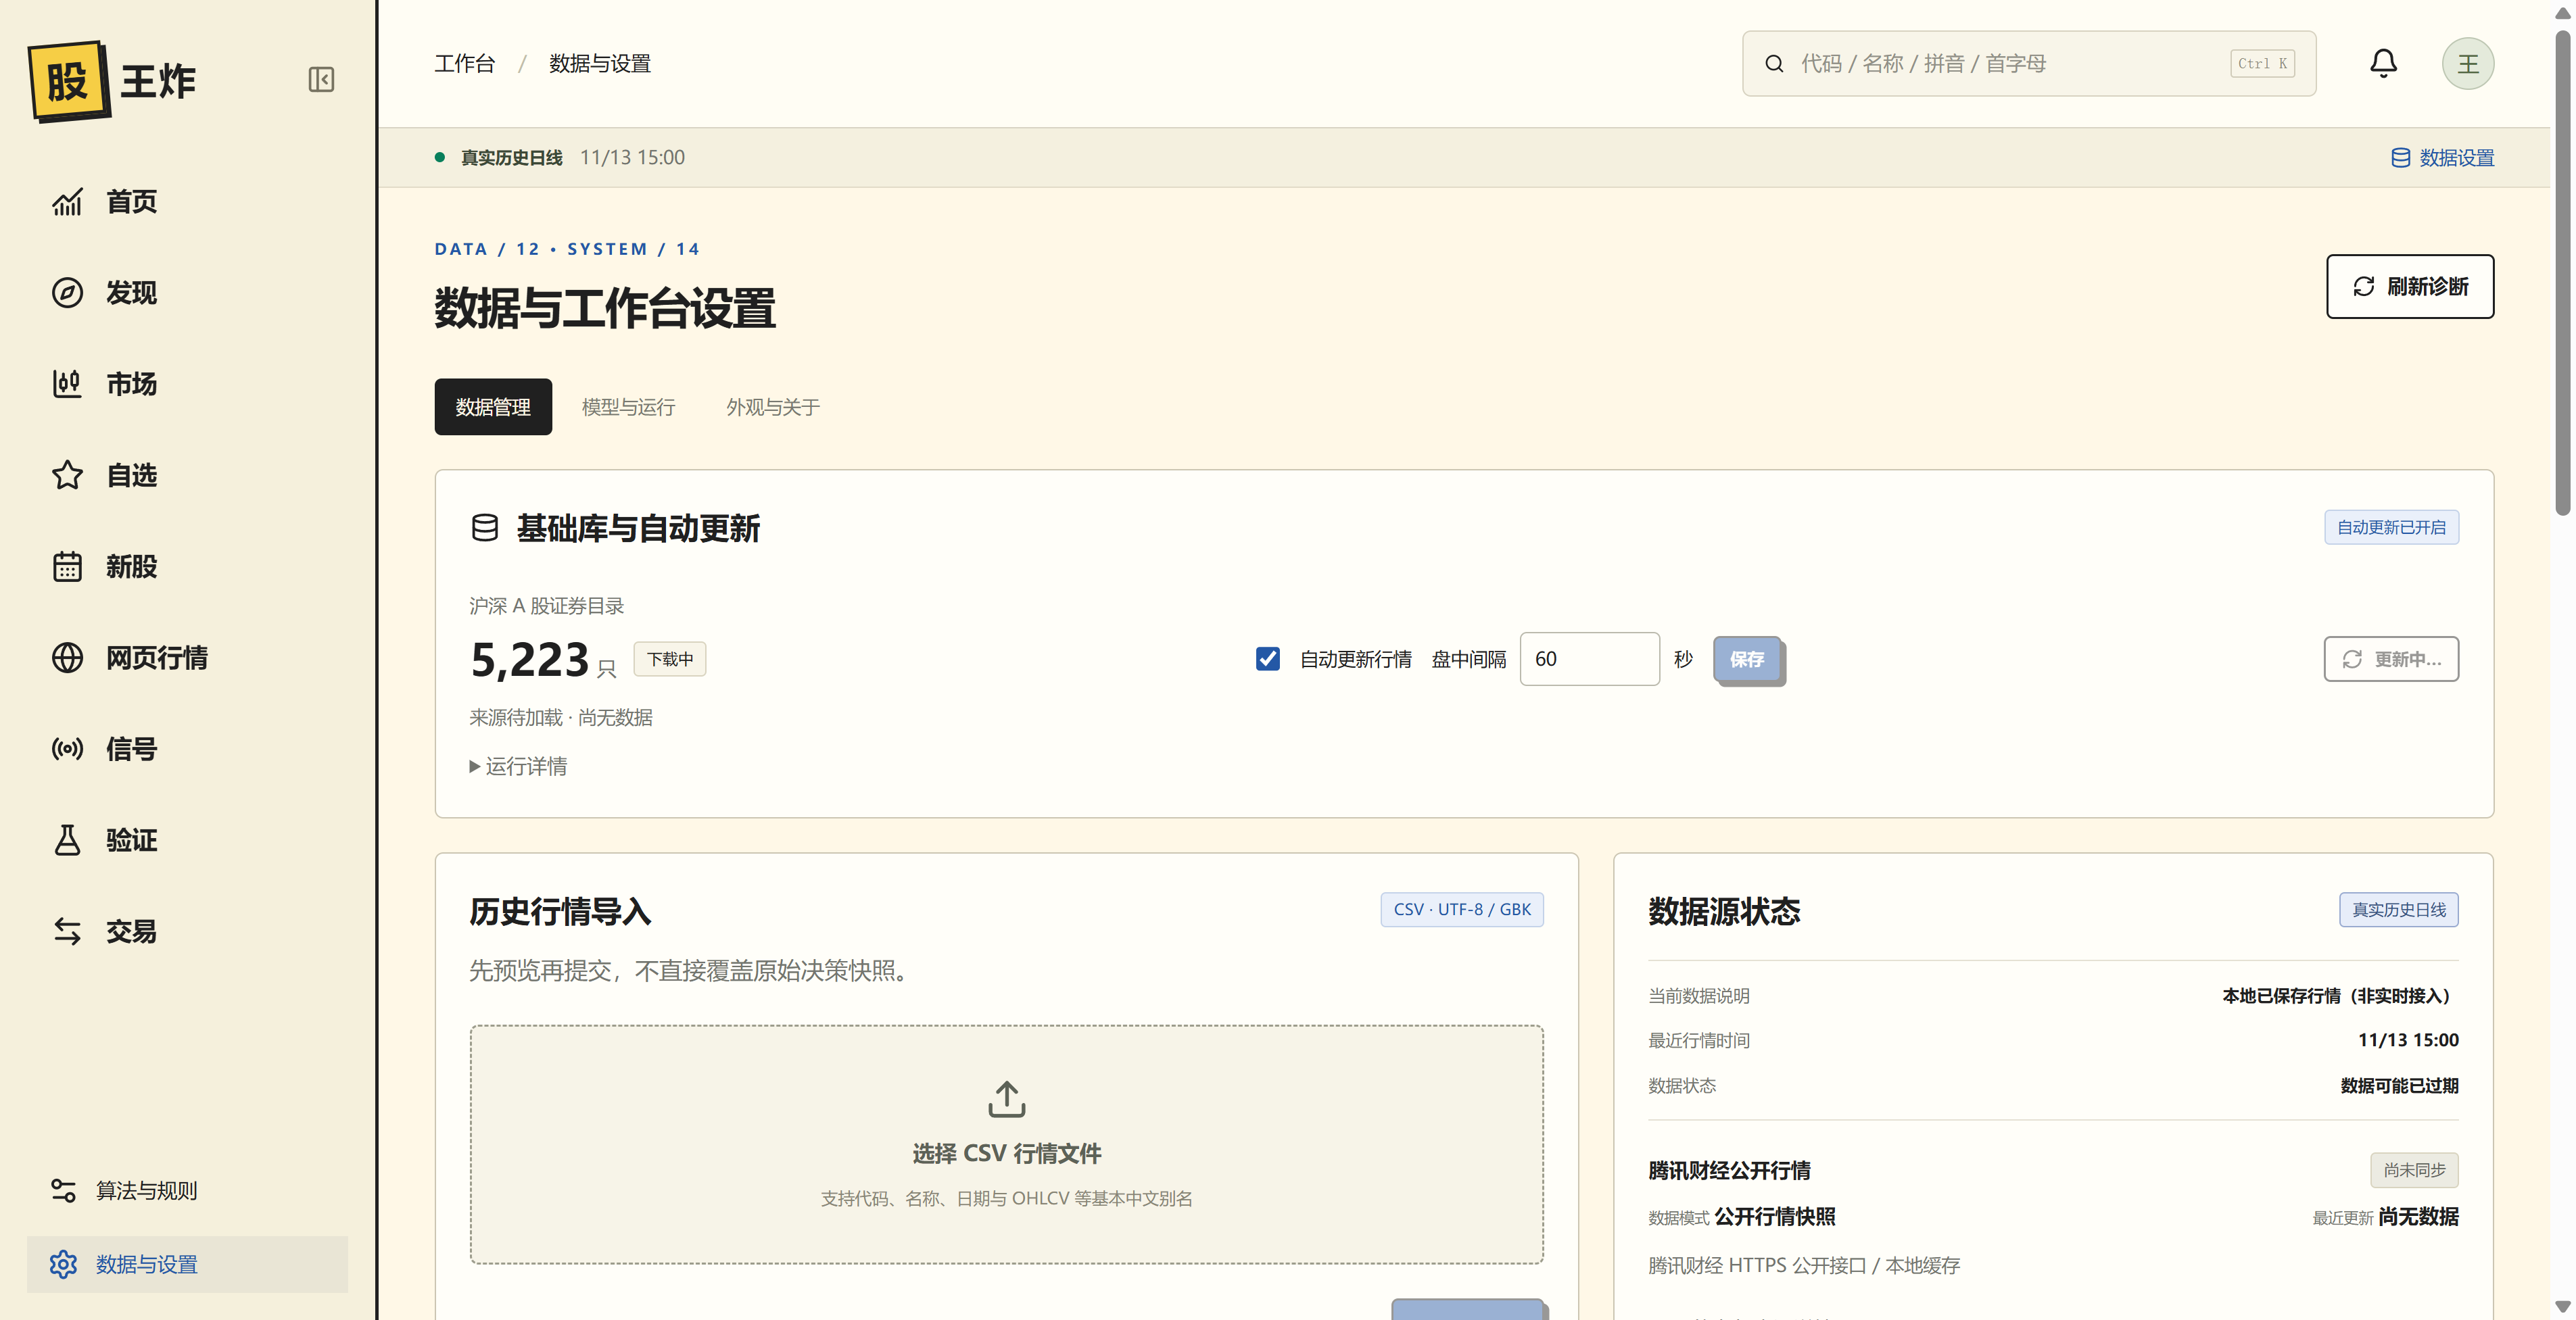 股 王炸
首页
发现
市场
自选
新股
网页行情
信号
验证
交易
算法与规则
数据与设置
工作台 / 数据与设置
代码 / 名称 / 拼音 / 首字母 Ctrl K
王
真实历史日线 11/13 15:00
数据设置
DATA / 12 • SYSTEM / 14
数据与工作台设置
刷新诊断
数据管理 模型与运行 外观与关于
基础库与自动更新
自动更新已开启
沪深 A 股证券目录
5,223 只 下载中
自动更新行情 盘中间隔 60 秒 保存
更新中...
来源待加载 · 尚无数据
运行详情
历史行情导入
CSV · UTF-8 / GBK
先预览再提交，不直接覆盖原始决策快照。
选择 CSV 行情文件
支持代码、名称、日期与 OHLCV 等基本中文别名
数据源状态
真实历史日线
当前数据说明 本地已保存行情（非实时接入）
最近行情时间 11/13 15:00
数据状态 数据可能已过期
腾讯财经公开行情 尚未同步
数据模式 公开行情快照 最近更新 尚无数据
腾讯财经 HTTPS 公开接口 / 本地缓存